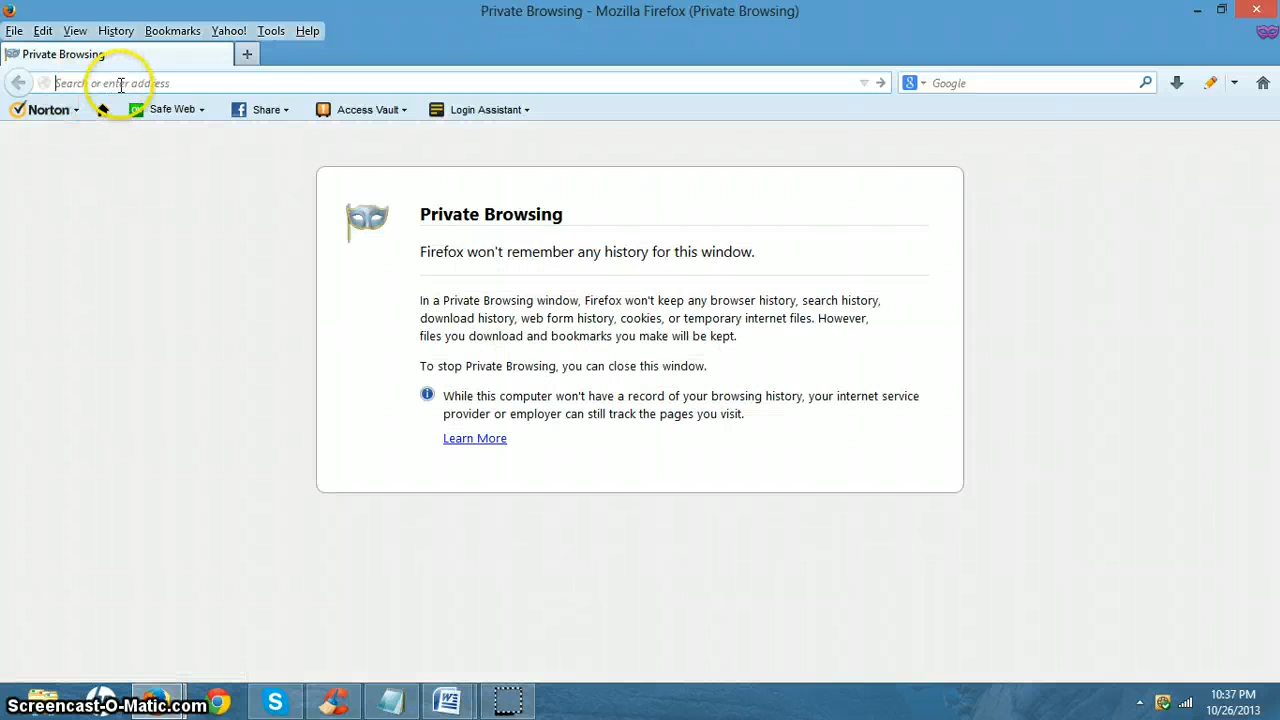 Private Browsing - Mozilla Firefox (Private Browsing)
File Edit View History Bookmarks Yahoo! Tools Help
Private Browsing
Search or enter address
Google
Norton
Safe Web
Share
Access Vault
Login Assistant
Private Browsing
Firefox won't remember any history for this window.
In a Private Browsing window, Firefox won't keep any browser history, search history,
download history, web form history, cookies, or temporary internet files. However,
files you download and bookmarks you make will be kept.
To stop Private Browsing, you can close this window.
While this computer won't have a record of your browsing history, your internet service
provider or employer can still track the pages you visit.
Learn More
Screencast-O-Matic.com
10:37 PM
10/26/2013